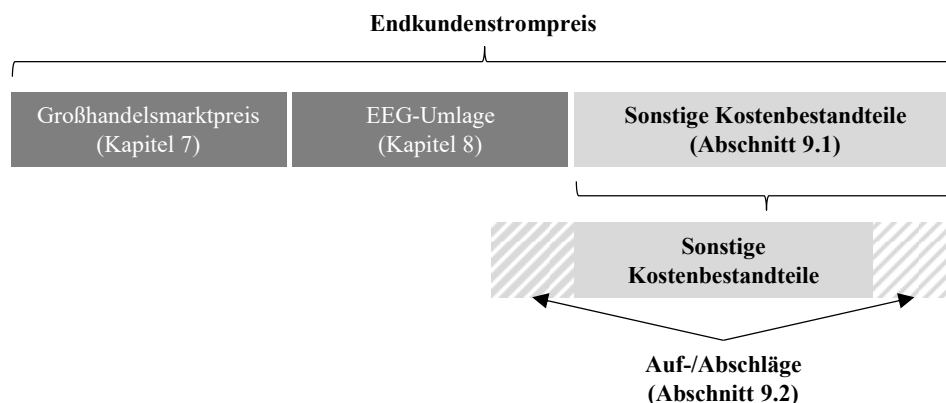 Endkundenstrompreis
Großhandelsmarktpreis
(Kapitel 7)
EEG-Umlage
(Kapitel 8)
Sonstige Kostenbestandteile
(Abschnitt 9.1)
Sonstige
Kostenbestandteile
Auf-/Abschläge
(Abschnitt 9.2)